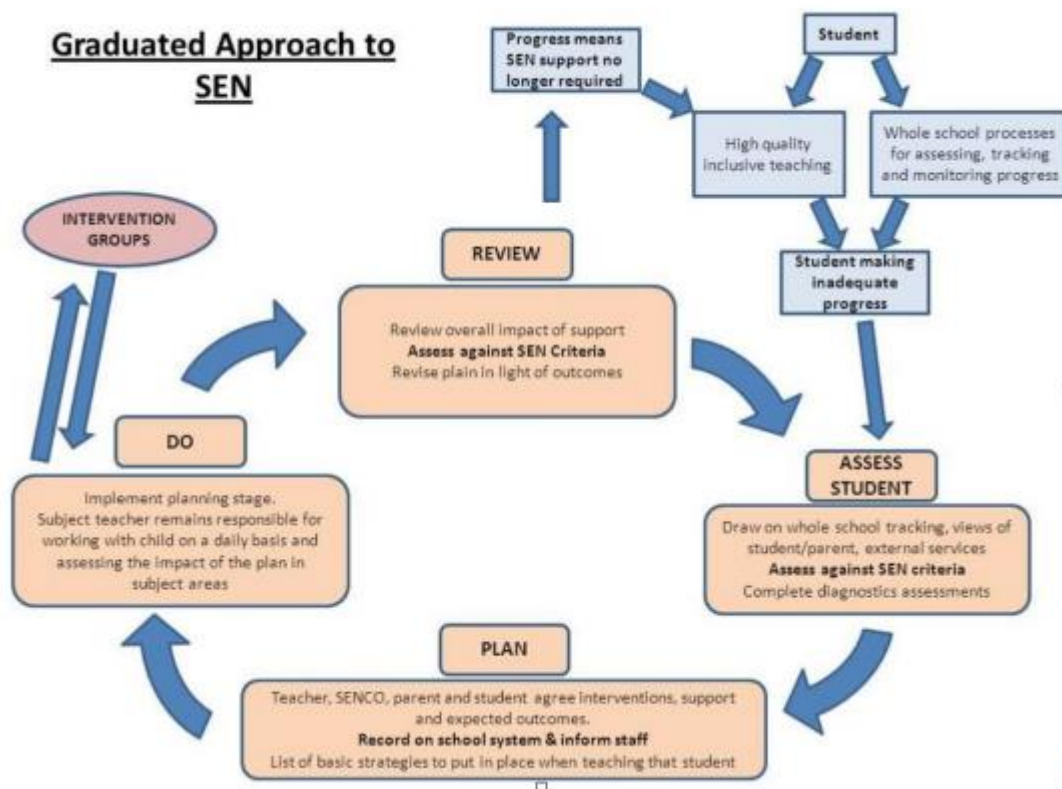 Graduated Approach to
SEN
Progress means
SEN support no
longer required
Student
High quality
inclusive teaching
Whole school processes
for assessing, tracking
and monitoring progress
Student making
inadequate
progress
INTERVENTION
GROUPS
REVIEW
Review overall impact of support
Assess against SEN Criteria
Revise plain in light of outcomes
DO
Implement planning stage.
Subject teacher remains responsible for
working with child on a daily basis and
assessing the impact of the plan in
subject areas
ASSESS
STUDENT
Draw on whole school tracking, views of
student/parent, external services
Assess against SEN criteria
Complete diagnostics assessments
PLAN
Teacher, SENCO, parent and student agree interventions, support
and expected outcomes.
Record on school system & inform staff
List of basic strategies to put in place when teaching that student